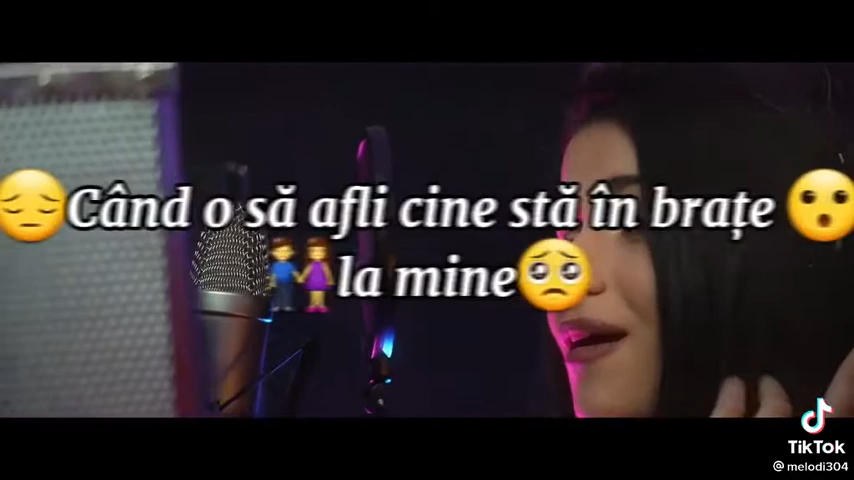 😔Când o să afli cine stă în brațe 😮
👫la mine🥺
TikTok
@melodi304